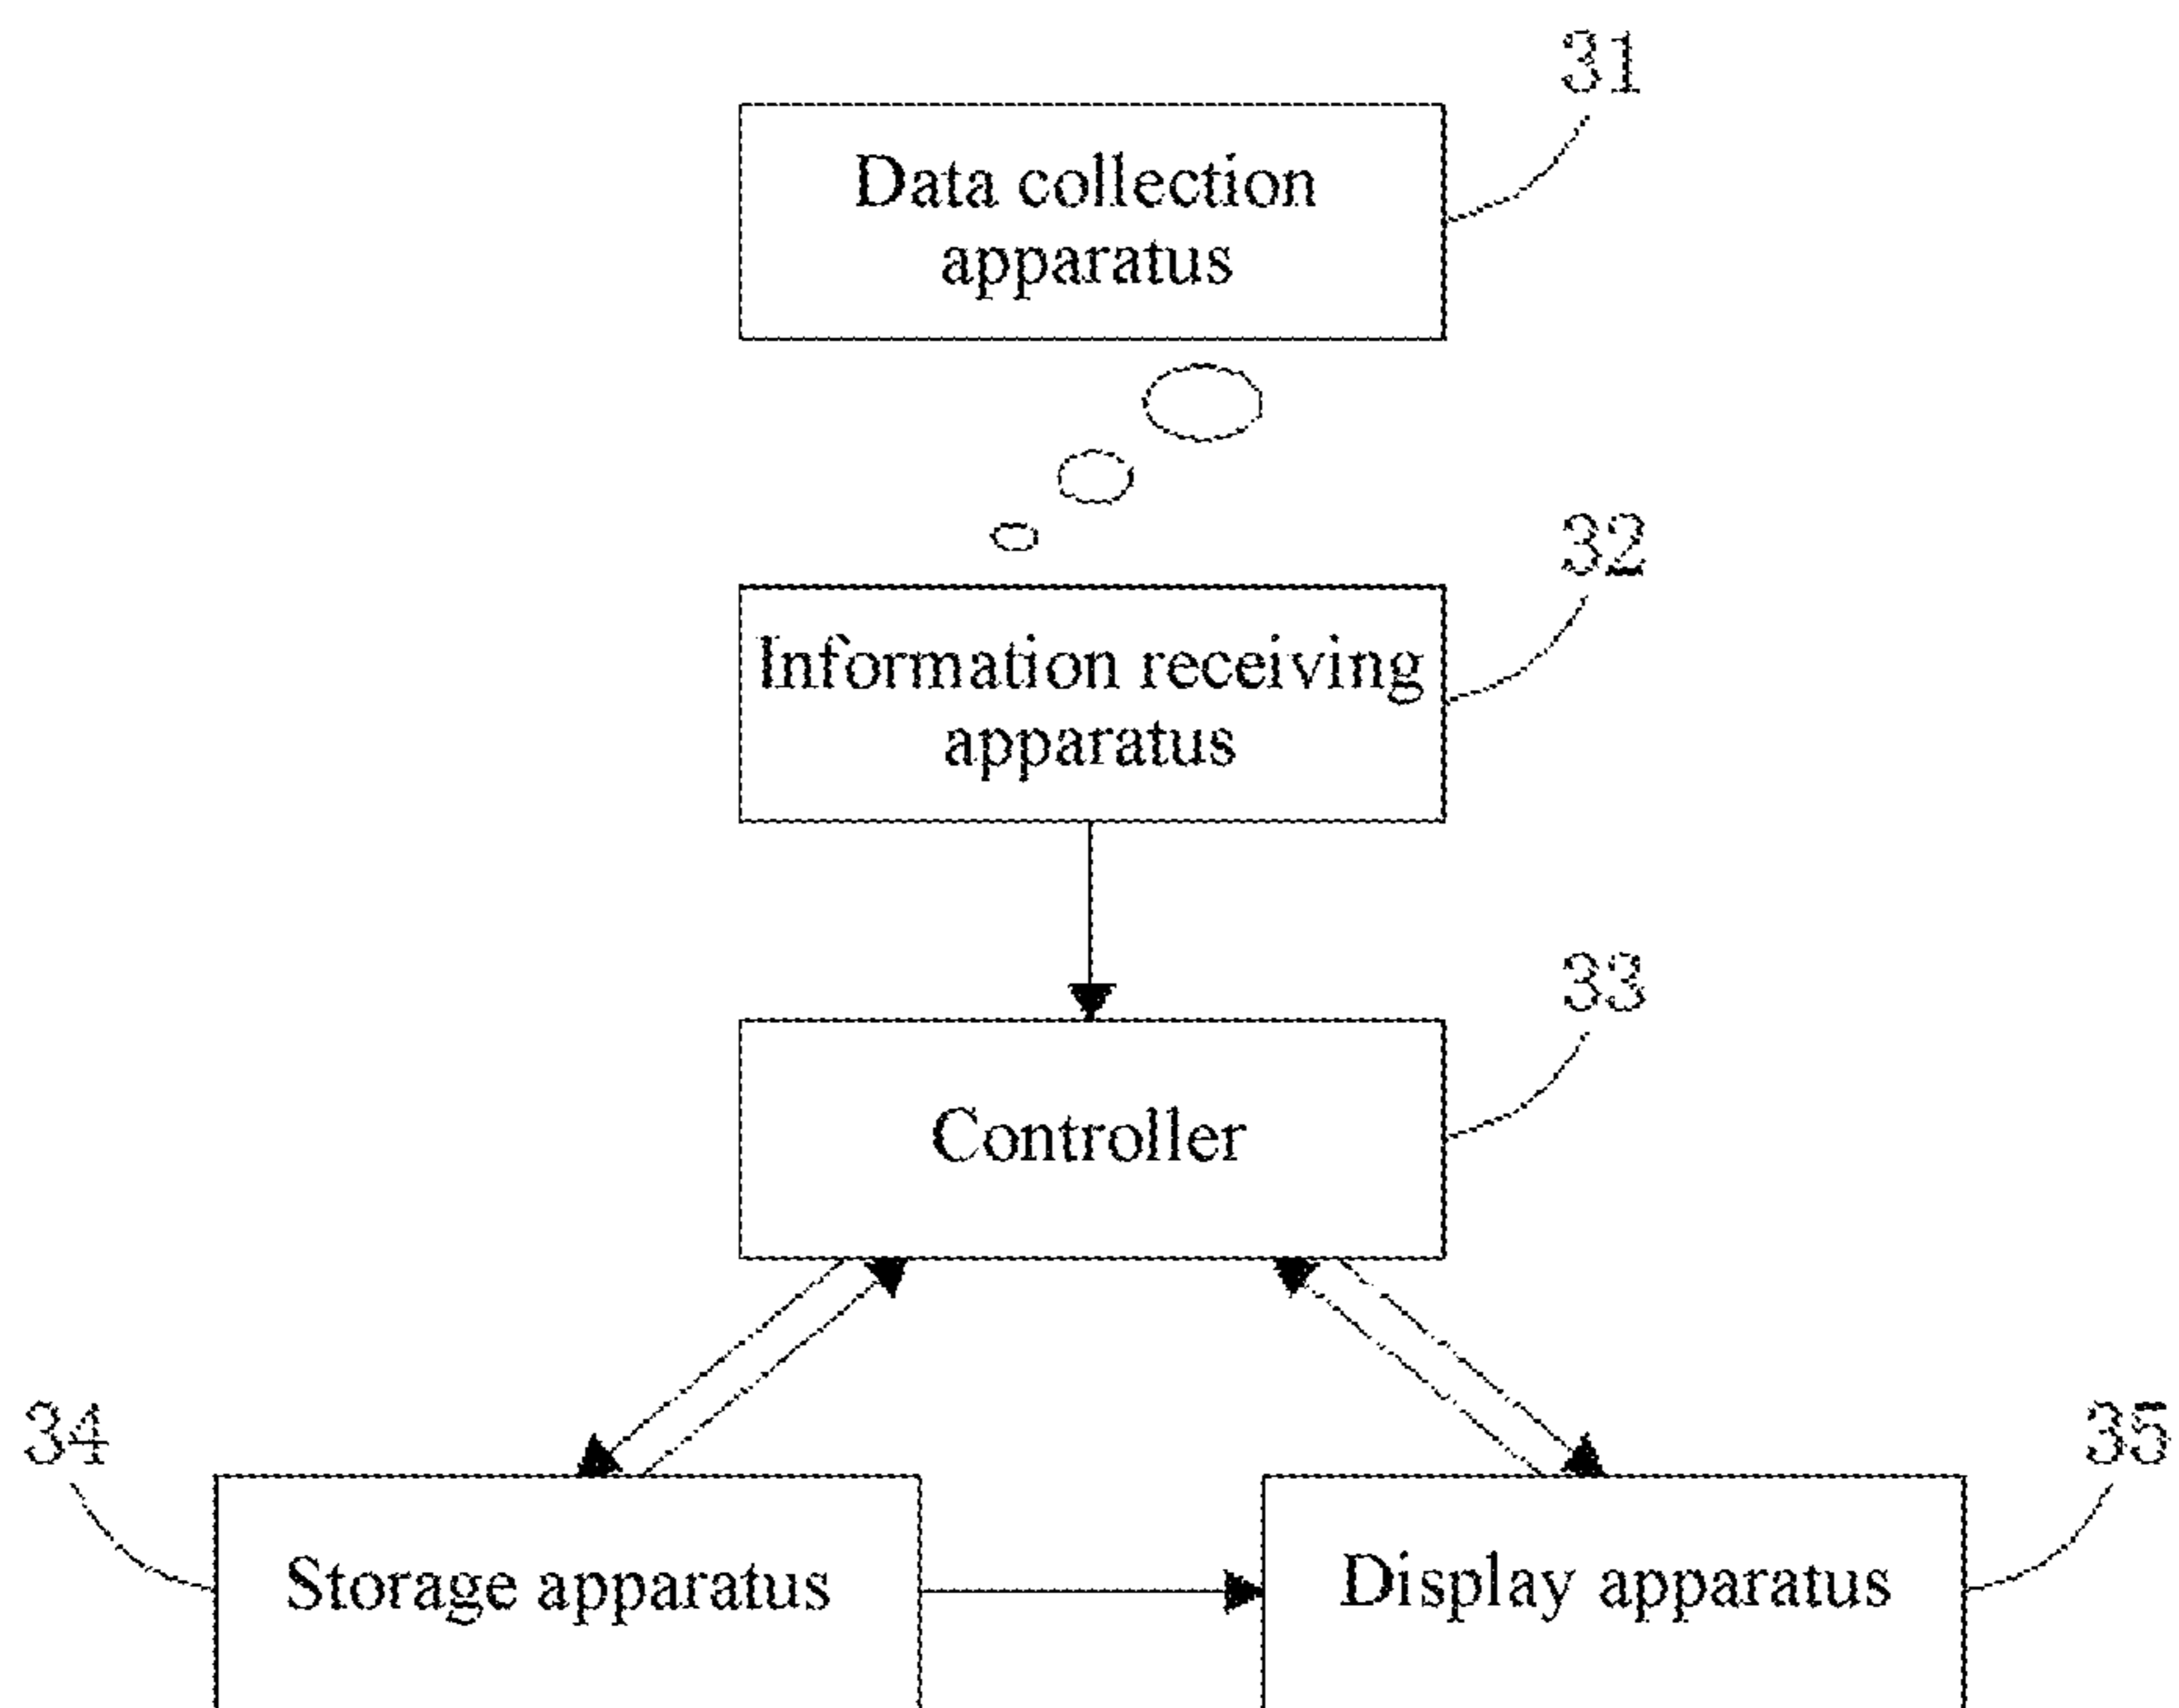 31
Data collection
apparatus
32
Information receiving
apparatus
33
Controller
34
35
Storage apparatus
Display apparatus